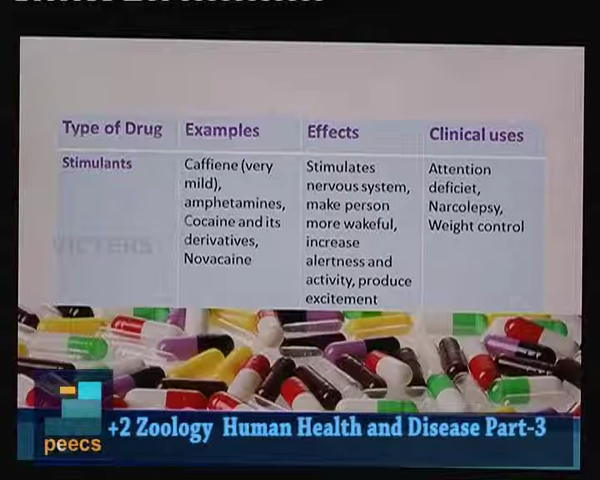 Type of Drug
Examples
Effects
Clinical uses
Stimulants
Caffiene (very
mild),
amphetamines,
Cocaine and its
derivatives,
Novacaine
Stimulates
nervous system,
make person
more wakeful,
increase
alertness and
activity, produce
excitement
Attention
deficiet,
Narcolepsy,
Weight control
VICTERS
peecs
+2 Zoology Human Health and Disease Part-3